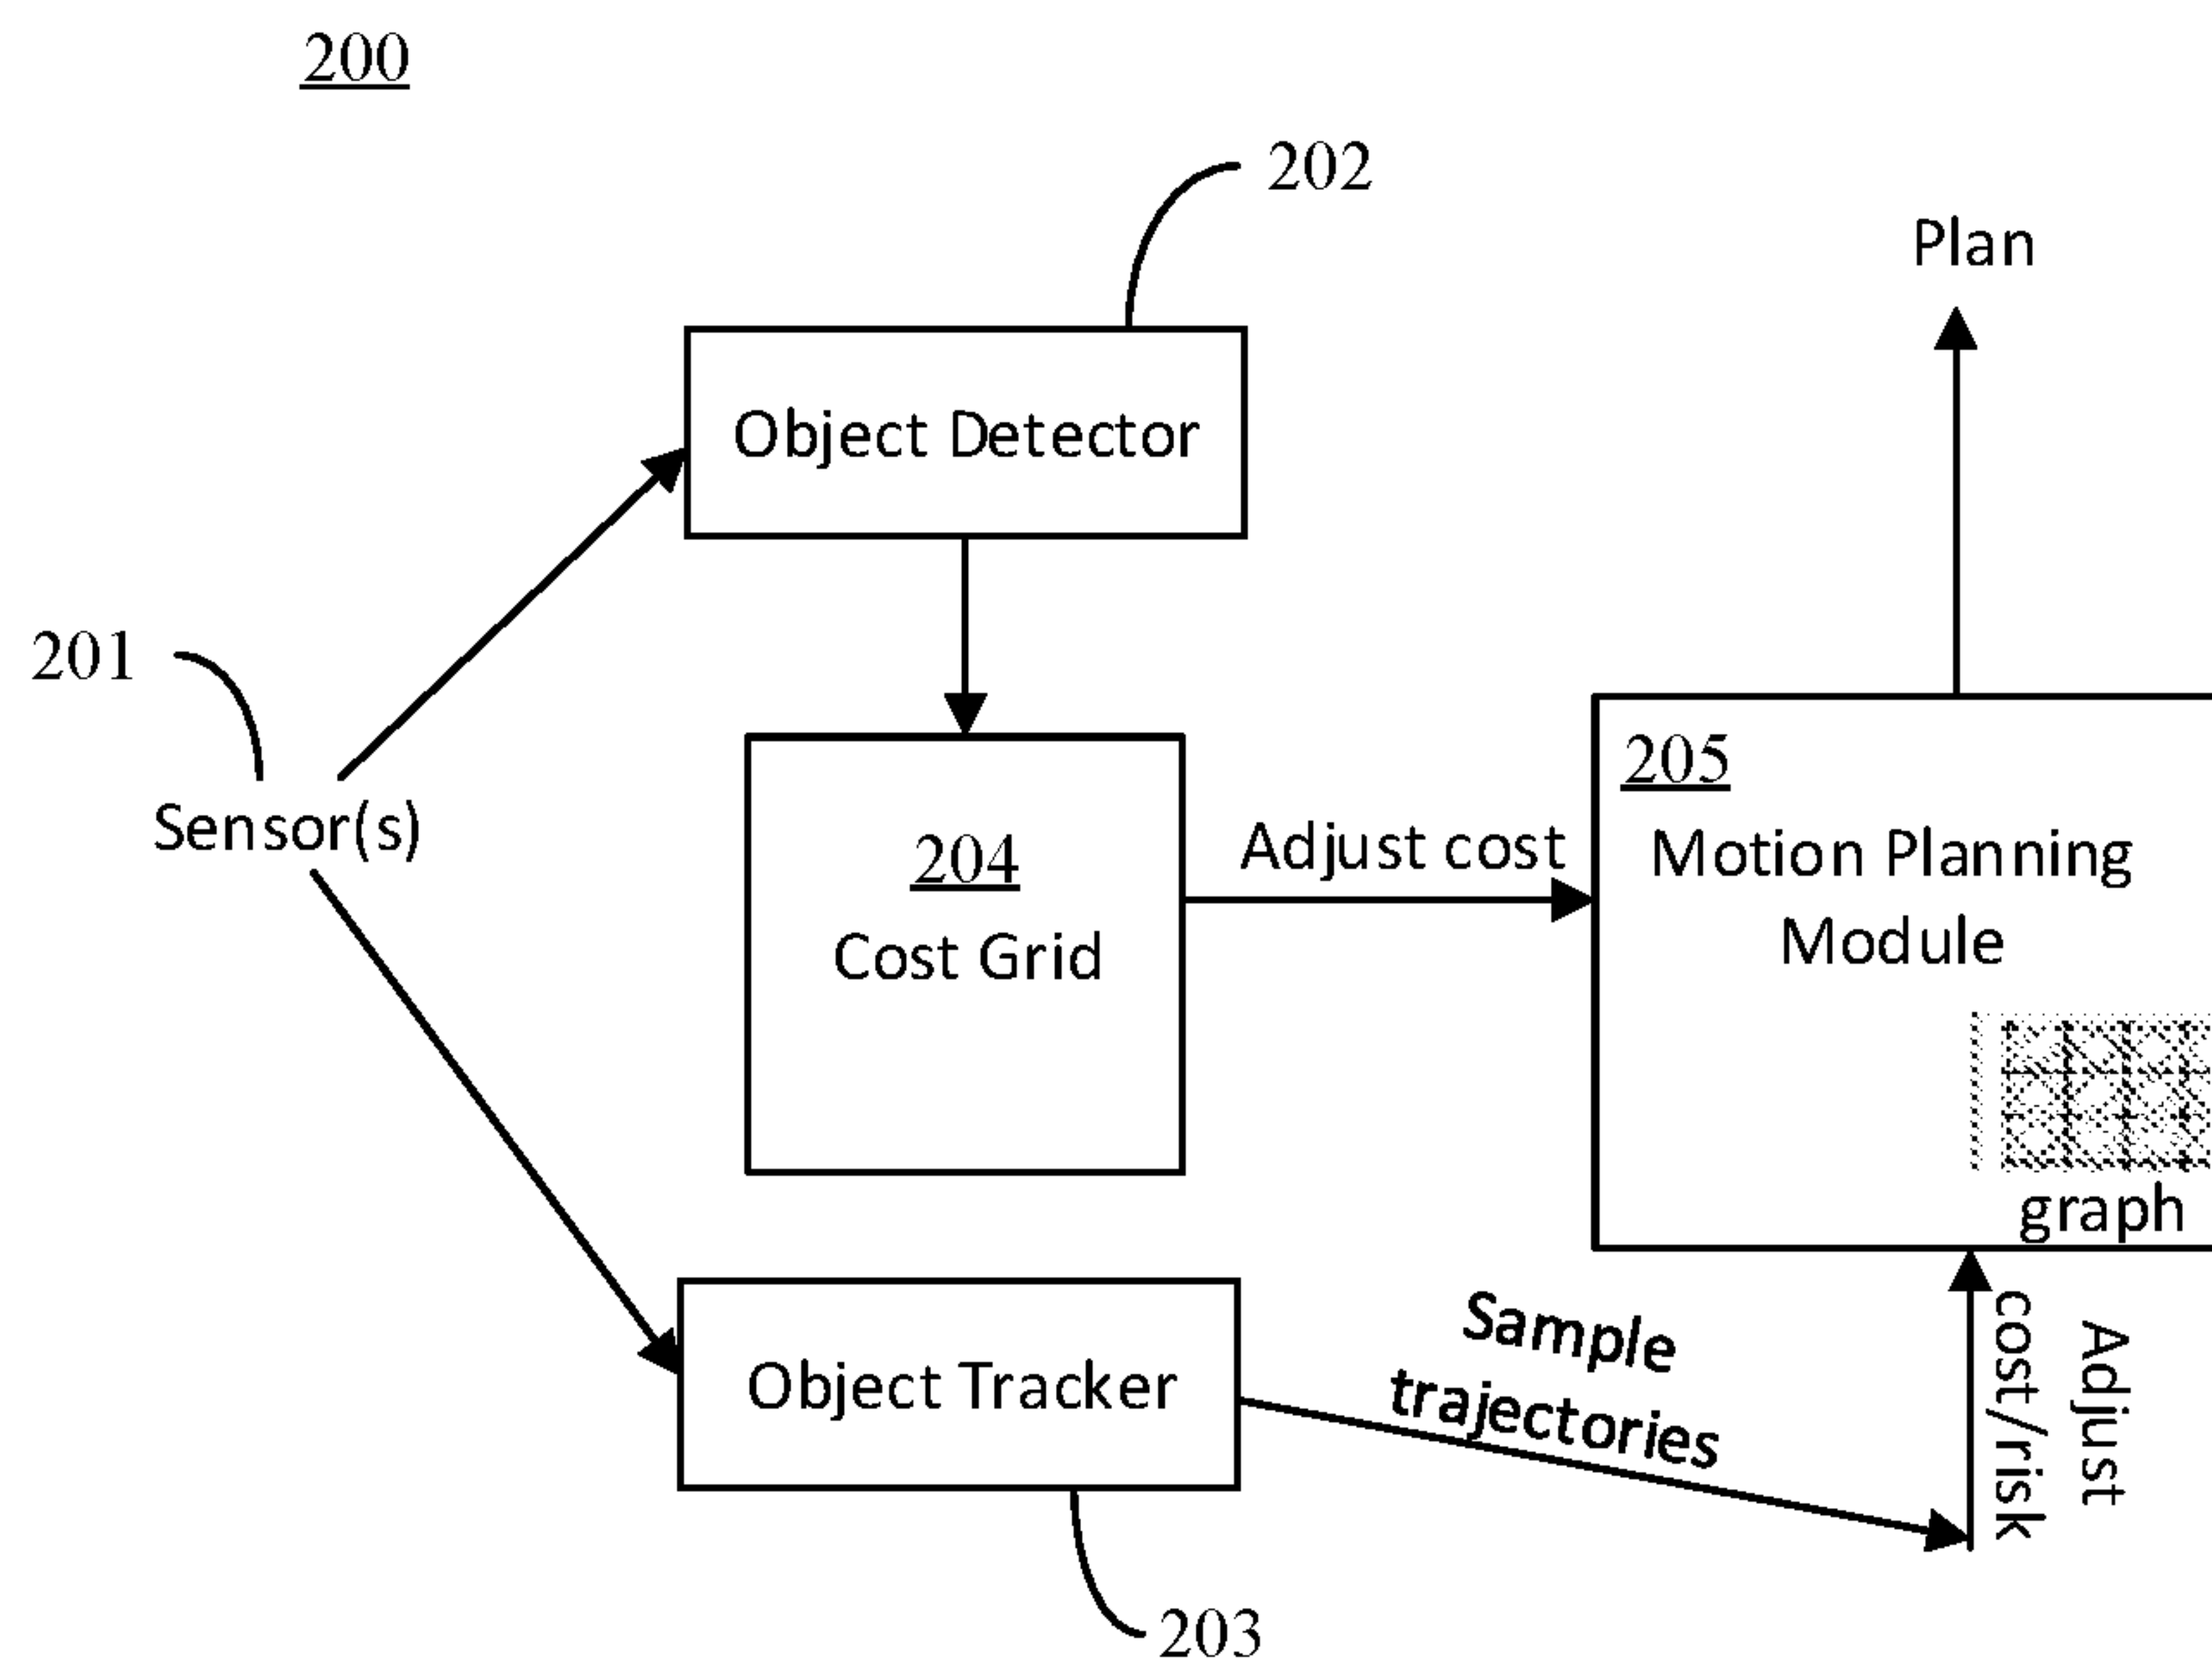 200
202
Plan
Object Detector
201
205
Sensor(s)
204
Adjust cost
Motion Planning
Module
Cost Grid
graph
Sample
trajectories
Adjust
cost/risk
Object Tracker
203